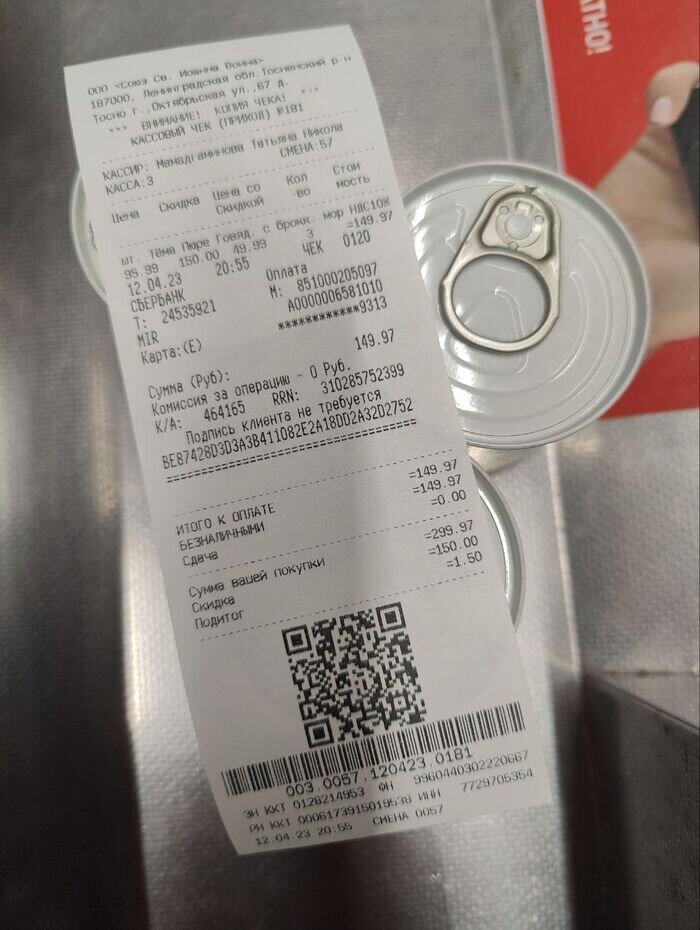 АТНО!
ООО <Союз Св. Иоанна Воина>
187000, Ленинградская обл.Тосненский р-н
Тосно г.,Октябрьская ул.,67 д.
*** ВНИМАНИЕ! КОПИЯ ЧЕКА! ***
КАССОВЫЙ ЧЕК (ПРИХОД) №181
КАССИР: Мамадгаминова Татьяна Никола
КАССА:3 СМЕНА:57
Цена Скидка Цена со Скидкой Кол -во Стои мость
шт. Тёма Пюре Говяд. с брокк. мор НДС10%
99.99 150.00 49.99 3 =149.97
12.04.23 20:55 ЧЕК 0120
СБЕРБАНК Оплата
Т: 24535921 М: 851000205097
MIR A0000006581010
Карта:(E) ************9313
Сумма (Руб): 149.97
Комиссия за операцию - 0 Руб.
К/А: 464165 RRN: 310285752399
Подпись клиента не требуется
BE87428D3D3A3B411082E2A18DD2A32D2752
================================
ИТОГО К ОПЛАТЕ =149.97
БЕЗНАЛИЧНЫМИ =149.97
Сдача =0.00
Сумма вашей покупки =299.97
Скидка =150.00
Подитог =1.50
003.0057.120423.0181
ЗН ККТ 0128214953 ФН 9960440302220667
РН ККТ 0006173915019538 ИНН 7729705354
12.04.23 20:55 СМЕНА 0057